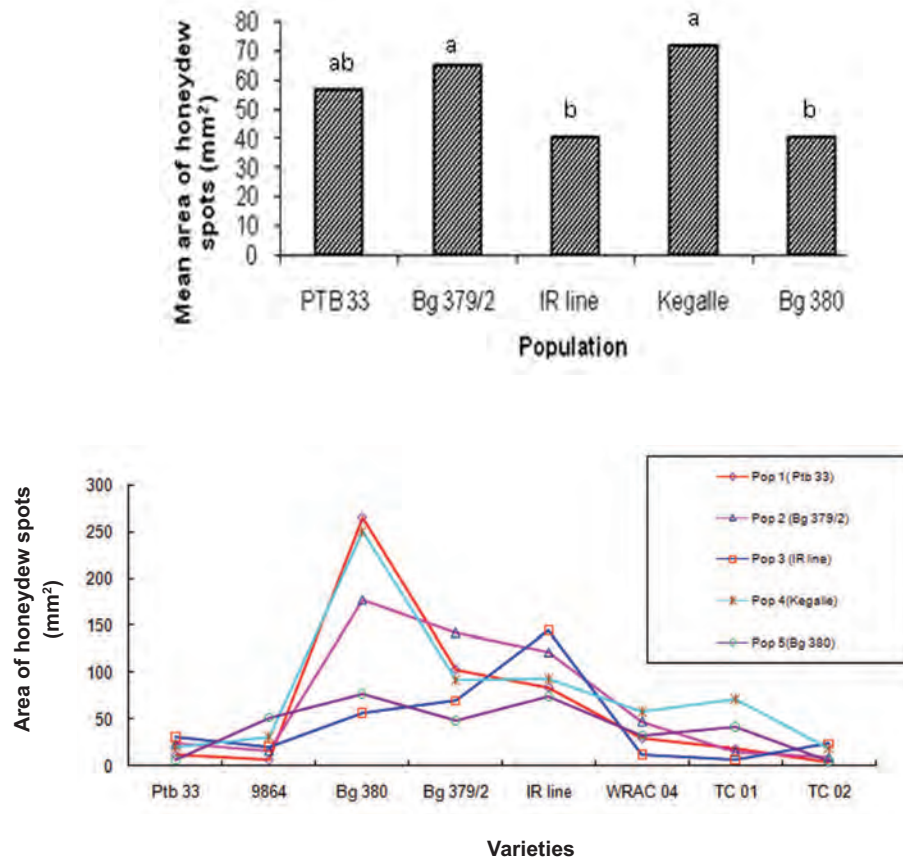 80
70
60
50
40
30
20
10
0
Mean area of honeydew
spots (mm²)
ab
a
b
a
b
PTB 33
Bg 379/2
IR line
Kegalle
Bg 380
Population
Area of honeydew spots
(mm²)
300
250
200
150
100
50
0
Pop 1( Ptb 33)
Pop 2 (Bg 379/2)
Pop 3 (IR line)
Pop 4(Kegalle)
Pop 5(Bg 380)
Ptb 33
9864
Bg 380
Bg 379/2
IR line
WRAC 04
TC 01
TC 02
Varieties